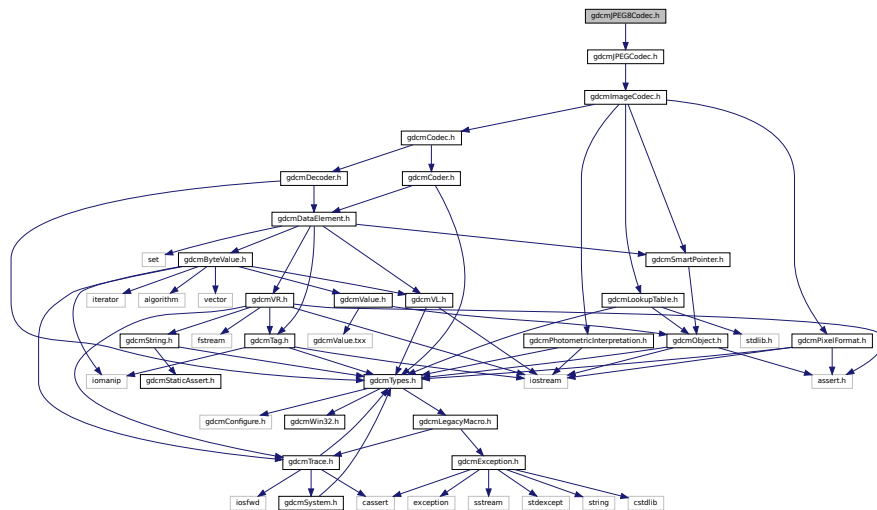 gdcmJPEG8Codec.h
gdcmJPEGCodec.h
gdcmImageCodec.h
gdcmCodec.h
gdcmDecoder.h
gdcmCoder.h
gdcmDataElement.h
set
gdcmByteValue.h
gdcmSmartPointer.h
iterator
algorithm
vector
gdcmVR.h
gdcmValue.h
gdcmVL.h
gdcmLookupTable.h
gdcmString.h
fstream
gdcmTag.h
gdcmValue.txx
gdcmPhotometricInterpretation.h
gdcmObject.h
stdlib.h
gdcmPixelFormat.h
iomanip
gdcmStaticAssert.h
gdcmTypes.h
iostream
assert.h
gdcmConfigure.h
gdcmWin32.h
gdcmLegacyMacro.h
gdcmTrace.h
gdcmException.h
iosfwd
gdcmSystem.h
cassert
exception
sstream
stdexcept
string
cstdlib